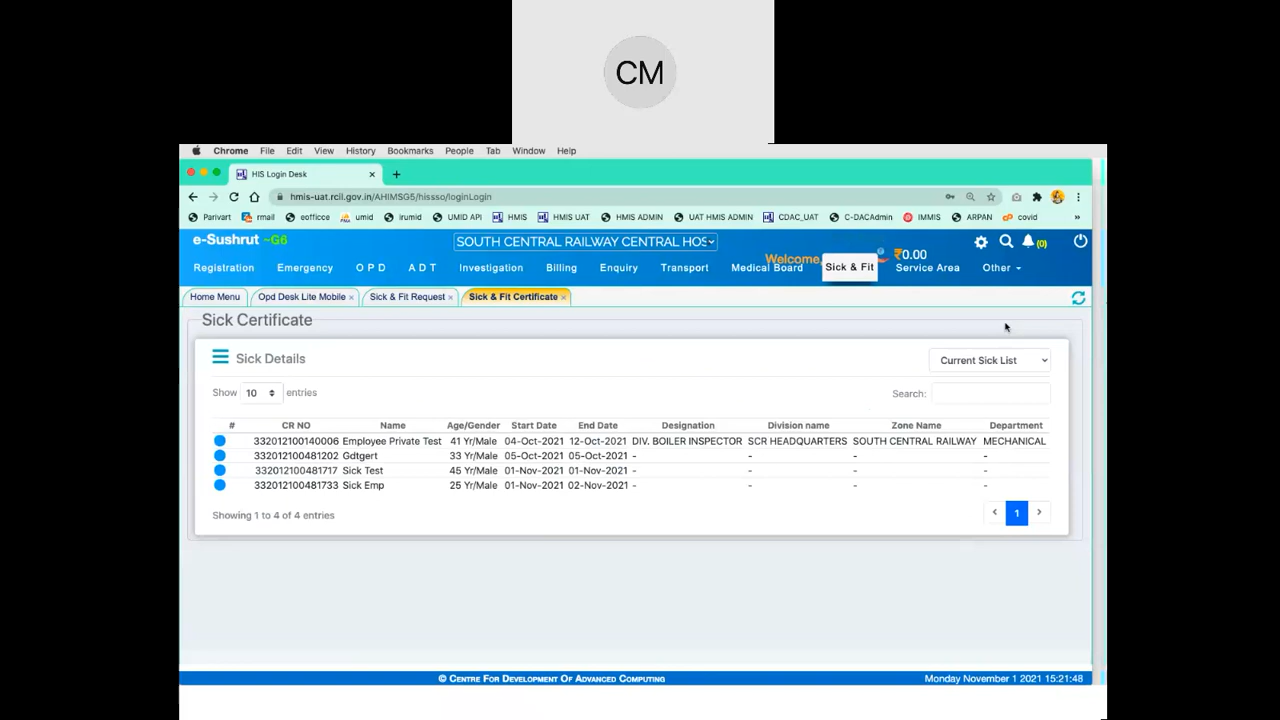 CM
Chrome File Edit View History Bookmarks People Tab Window Help
HIS Login Desk
hmis-uat.rcil.gov.in/AHIMSG5/hissso/loginLogin
Parivart rmail eofficce umid irumid UMID API HMIS HMIS UAT HMIS ADMIN UAT HMIS ADMIN CDAC_UAT C-DACAdmin IMMIS ARPAN covid »
e-Sushrut ~G6 SOUTH CENTRAL RAILWAY CENTRAL HOS (0)
Welcome, ₹0.00
Registration Emergency O P D A D T Investigation Billing Enquiry Transport Medical Board Sick & Fit Service Area Other
Home Menu Opd Desk Lite Mobile × Sick & Fit Request × Sick & Fit Certificate ×
Sick Certificate
Sick Details Current Sick List
Show 10 entries Search:
# CR NO Name Age/Gender Start Date End Date Designation Division name Zone Name Department
332012100140006 Employee Private Test 41 Yr/Male 04-Oct-2021 12-Oct-2021 DIV. BOILER INSPECTOR SCR HEADQUARTERS SOUTH CENTRAL RAILWAY MECHANICAL
332012100481202 Gdtgert 33 Yr/Male 05-Oct-2021 05-Oct-2021 - - - -
332012100481717 Sick Test 45 Yr/Male 01-Nov-2021 01-Nov-2021 - - - -
332012100481733 Sick Emp 25 Yr/Male 01-Nov-2021 02-Nov-2021 - - - -
Showing 1 to 4 of 4 entries 1
© CENTRE FOR DEVELOPMENT OF ADVANCED COMPUTING Monday November 1 2021 15:21:48